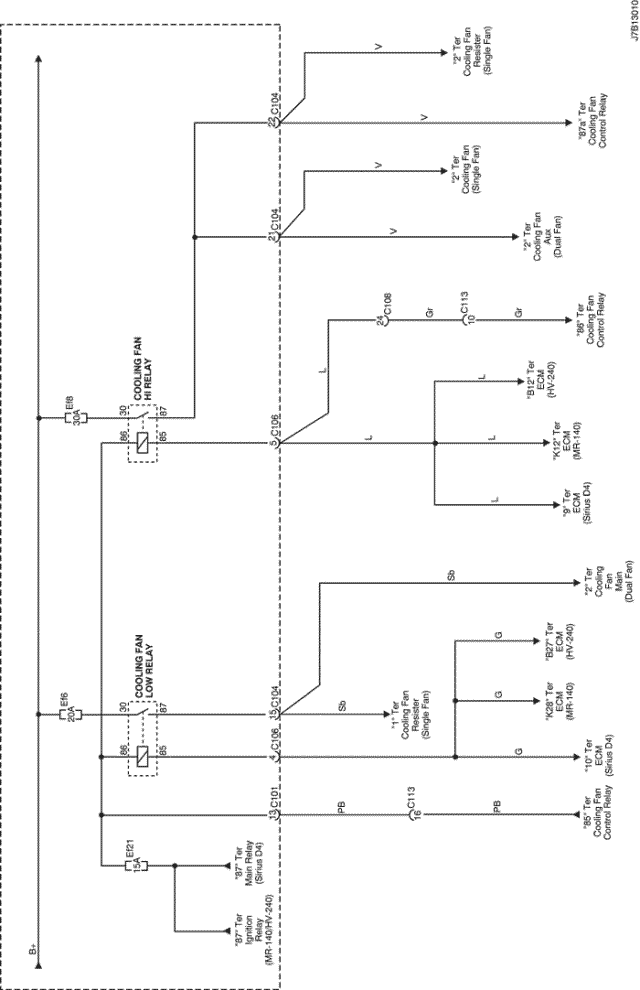 J7B13010
B+
Ef6
20A
Ef8
30A
Ef21
15A
COOLING FAN
LOW RELAY
30
87
86
85
COOLING FAN
HI RELAY
30
87
86
85
"87" Ter
Ignition
Relay
(MR-140/HV-240)
"87" Ter
Main Relay
(Sirius D4)
13 C101
4 C106
15 C104
5 C106
21 C104
22 C104
PB
C113
16
PB
"85" Ter
Cooling Fan
Control Relay
G
"10" Ter
ECM
(Sirius D4)
G
"K28" Ter
ECM
(MR-140)
G
"B27" Ter
ECM
(HV-240)
Sb
"1" Ter
Cooling Fan
Resister
(Single Fan)
Sb
"2" Ter
Cooling
Fan
Main
(Dual Fan)
L
L
"9" Ter
ECM
(Sirius D4)
L
"K12" Ter
ECM
(MR-140)
L
"B12" Ter
ECM
(HV-240)
L
24 C108
Gr
C113
10
Gr
"86" Ter
Cooling Fan
Control Relay
V
"2" Ter
Cooling Fan
Aux
(Dual Fan)
V
"2" Ter
Cooling Fan
(Single Fan)
V
"87a" Ter
Cooling Fan
Control Relay
V
"2" Ter
Cooling Fan
Resister
(Single Fan)